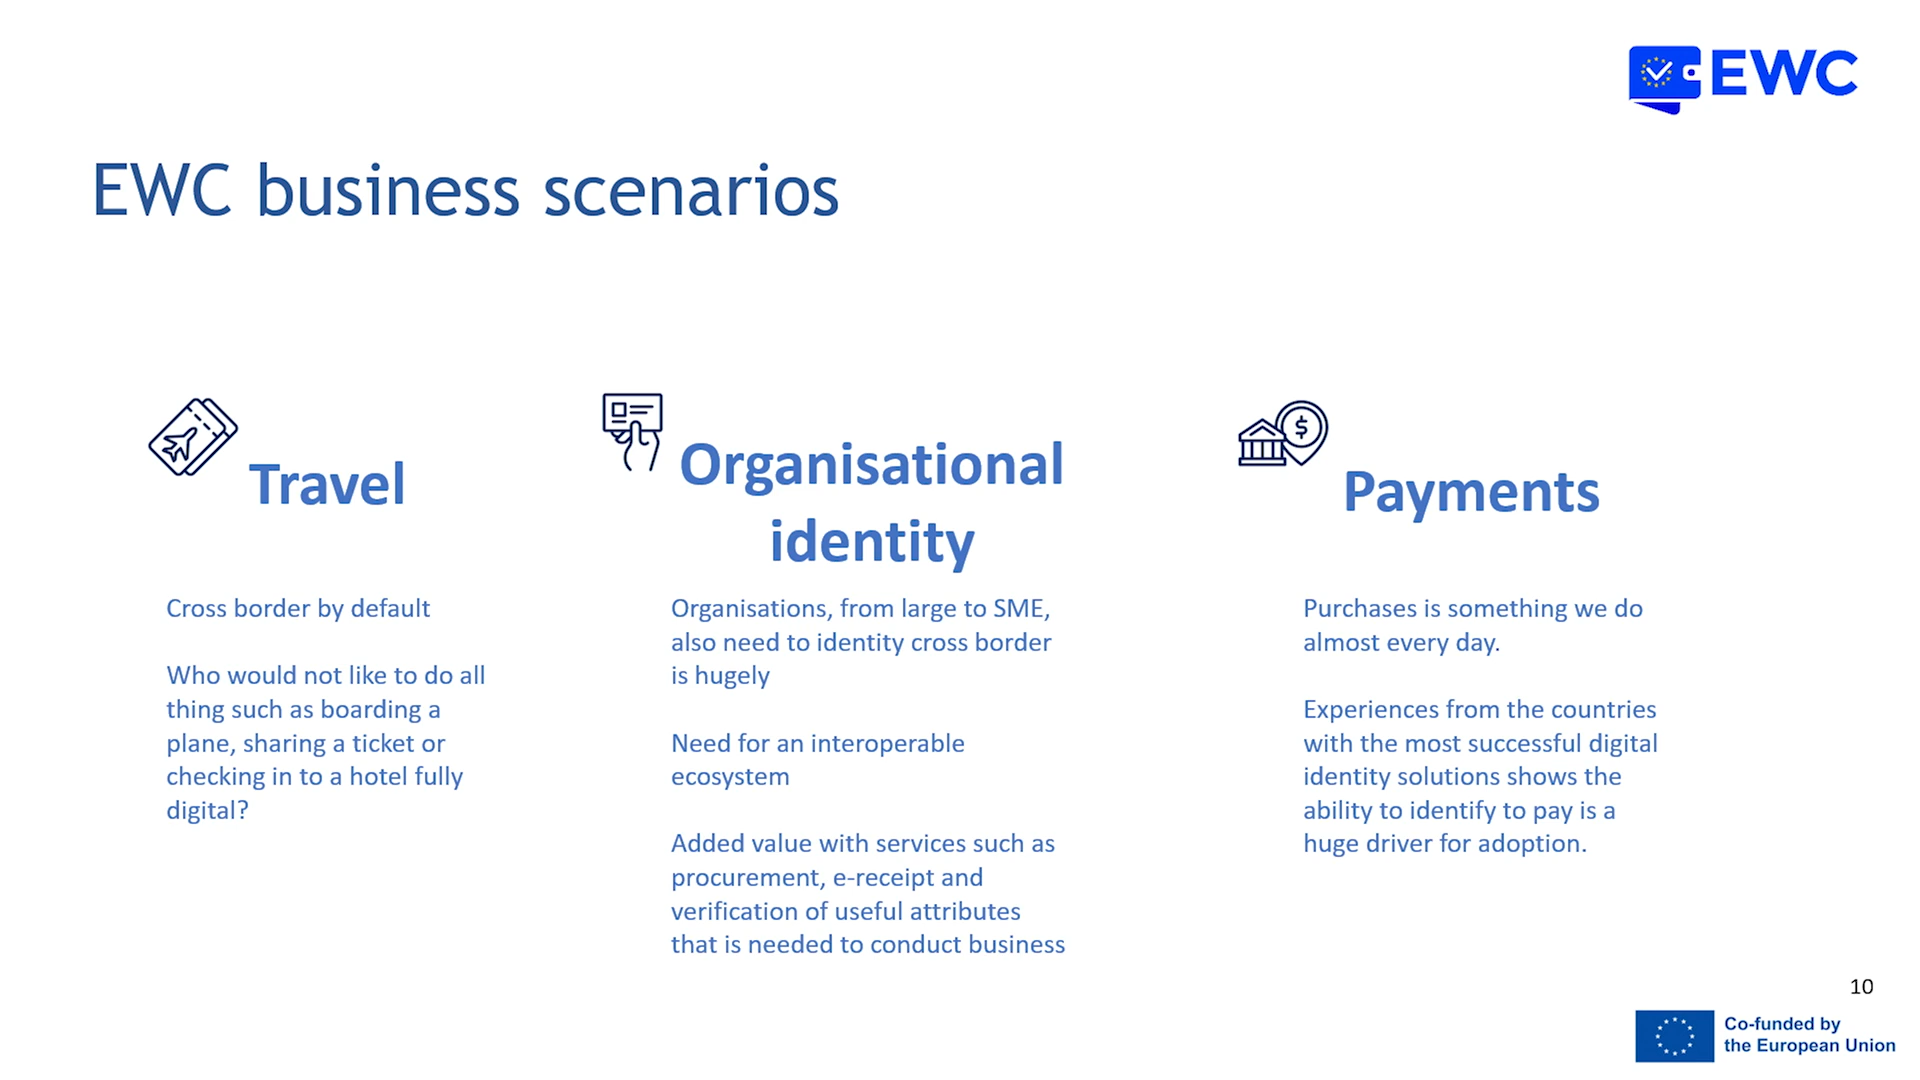 EWC
EWC business scenarios
Travel
Cross border by default
Who would not like to do all
thing such as boarding a
plane, sharing a ticket or
checking in to a hotel fully
digital?
Organisational
identity
Organisations, from large to SME,
also need to identity cross border
is hugely
Need for an interoperable
ecosystem
Added value with services such as
procurement, e-receipt and
verification of useful attributes
that is needed to conduct business
$
Payments
Purchases is something we do
almost every day.
Experiences from the countries
with the most successful digital
identity solutions shows the
ability to identify to pay is a
huge driver for adoption.
10
Co-funded by
the European Union